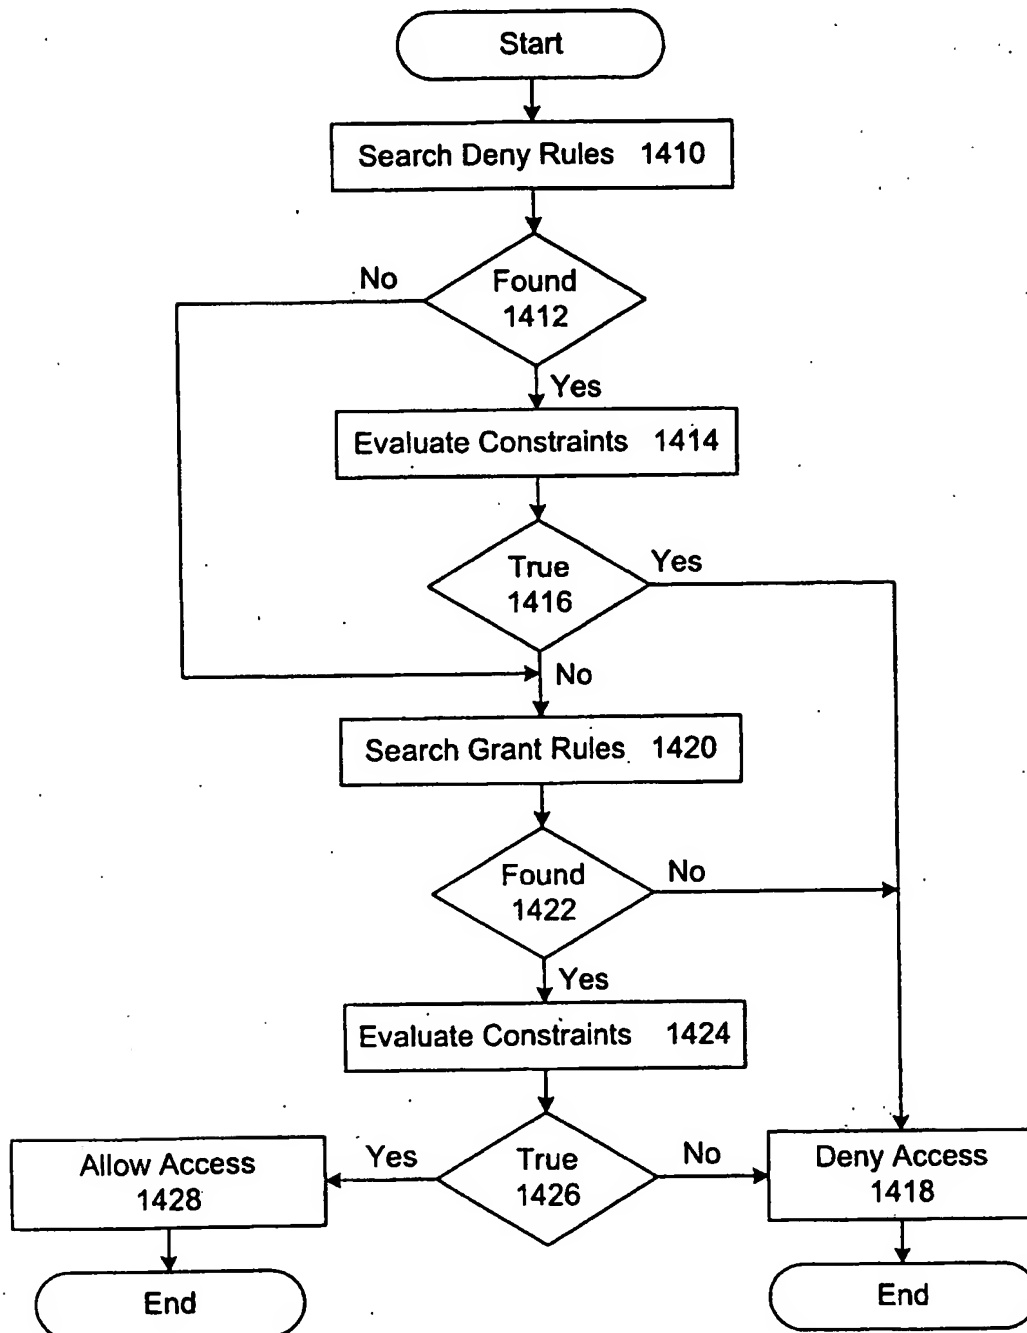 Start
Search Deny Rules 1410
No
Found
1412
Yes
Evaluate Constraints 1414
True
1416
Yes
No
Search Grant Rules 1420
Found
1422
No
Yes
Evaluate Constraints 1424
Allow Access
1428
Yes
True
1426
No
Deny Access
1418
End
End